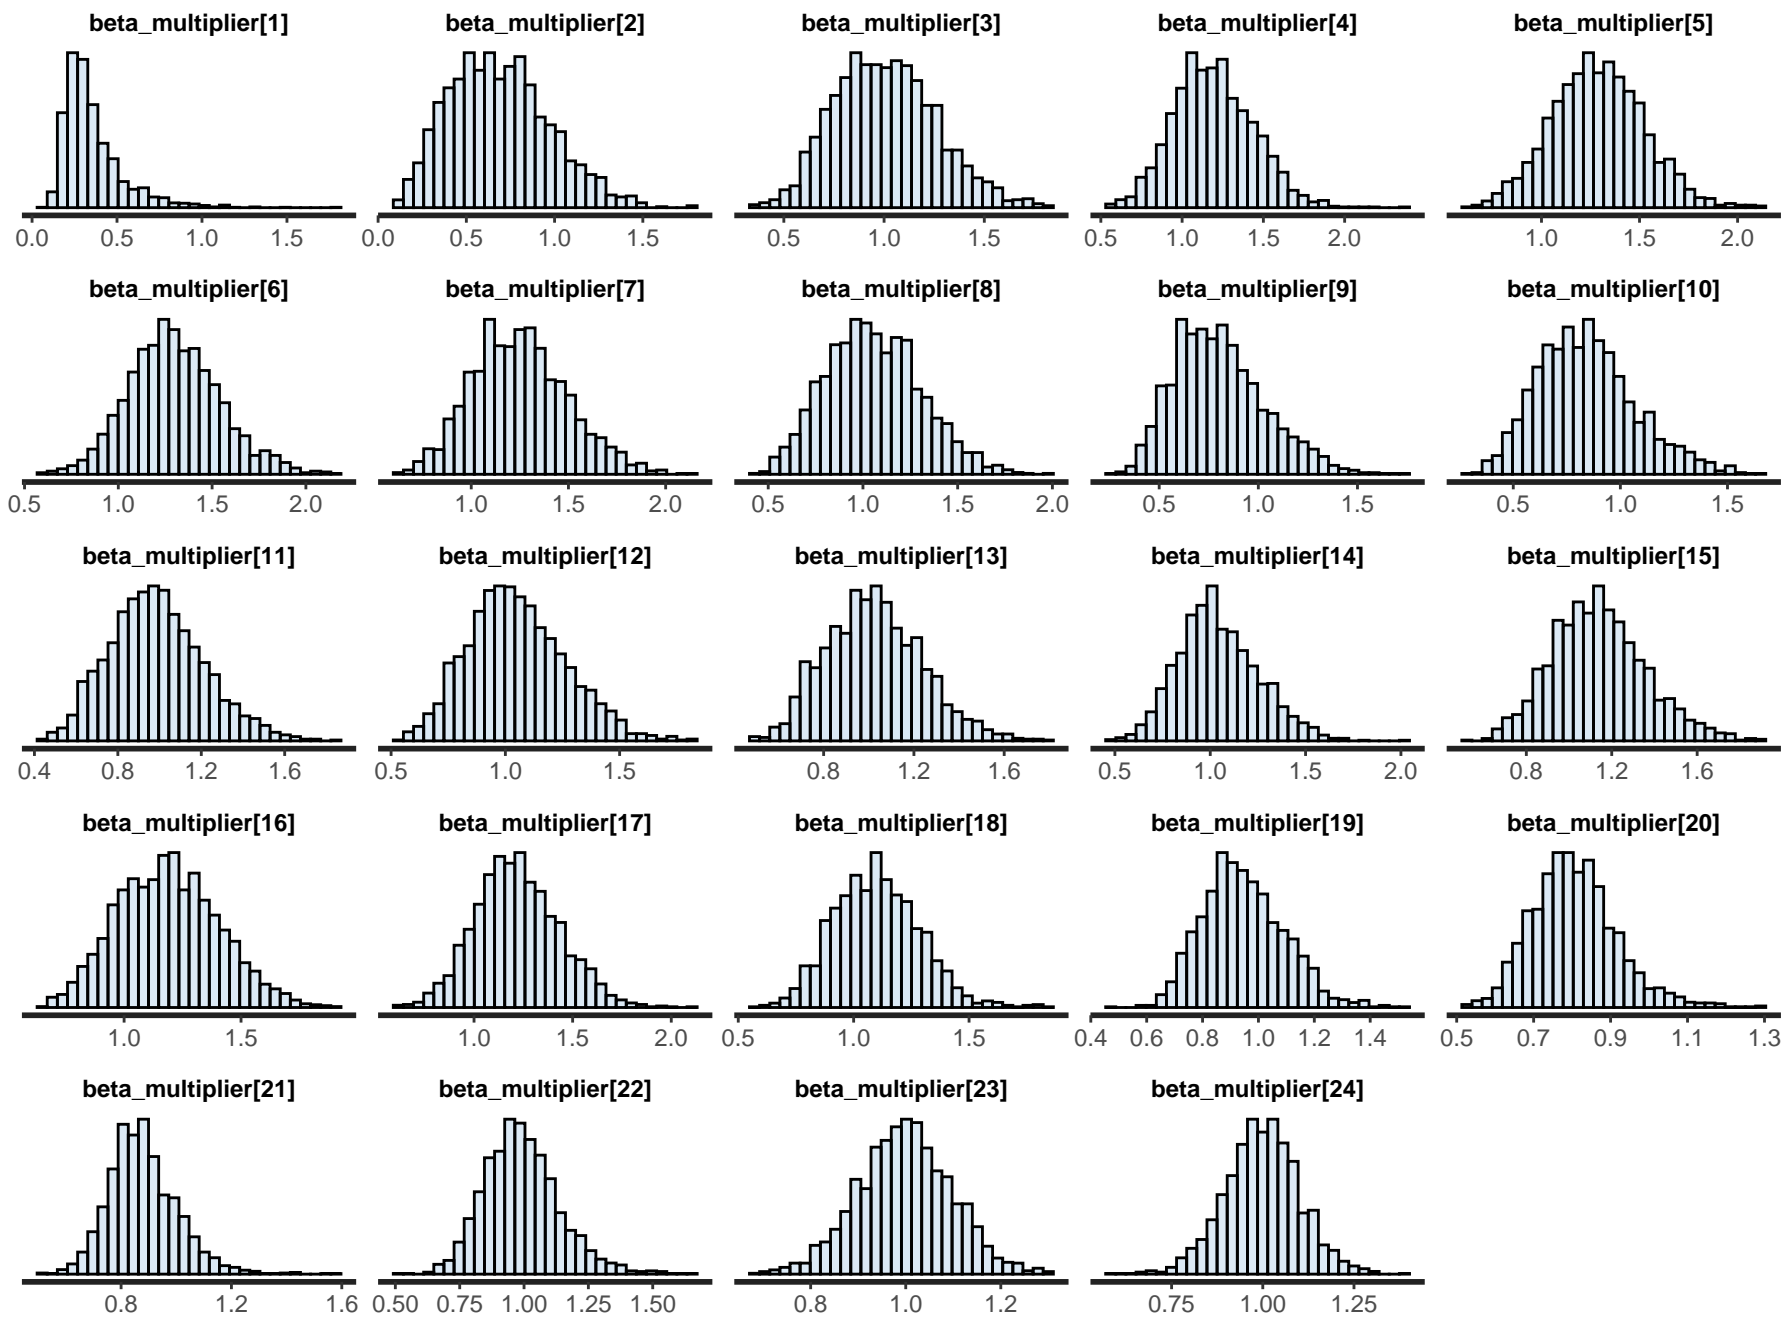 beta_multiplier[1] beta_multiplier[2] beta_multiplier[3] beta_multiplier[4] beta_multiplier[5]
0.0 0.5 1.0 1.5 0.0 0.5 1.0 1.5 0.5 1.0 1.5 0.5 1.0 1.5 2.0 1.0 1.5 2.0
beta_multiplier[6] beta_multiplier[7] beta_multiplier[8] beta_multiplier[9] beta_multiplier[10]
0.5 1.0 1.5 2.0 1.0 1.5 2.0 0.5 1.0 1.5 2.0 0.5 1.0 1.5 0.5 1.0 1.5
beta_multiplier[11] beta_multiplier[12] beta_multiplier[13] beta_multiplier[14] beta_multiplier[15]
0.4 0.8 1.2 1.6 0.5 1.0 1.5 0.8 1.2 1.6 0.5 1.0 1.5 2.0 0.8 1.2 1.6
beta_multiplier[16] beta_multiplier[17] beta_multiplier[18] beta_multiplier[19] beta_multiplier[20]
1.0 1.5 1.0 1.5 2.0 0.5 1.0 1.5 0.4 0.6 0.8 1.0 1.2 1.4 0.5 0.7 0.9 1.1 1.3
beta_multiplier[21] beta_multiplier[22] beta_multiplier[23] beta_multiplier[24]
0.8 1.2 1.6 0.50 0.75 1.00 1.25 1.50 0.8 1.0 1.2 0.75 1.00 1.25